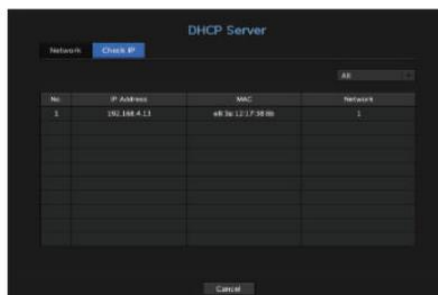 DHCP Server
Network Check IP
All
No. IP Address MAC Network
1 192.168.4.13 1
Cancel